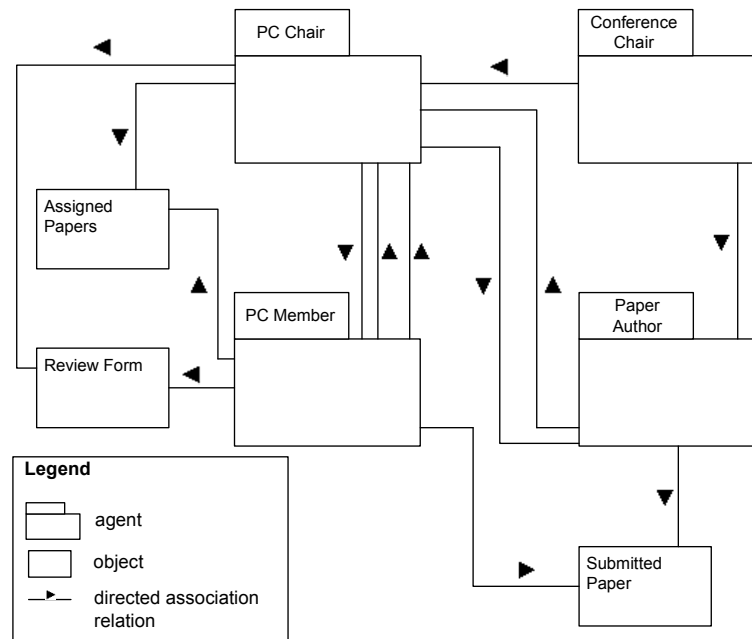 PC Chair
Conference
Chair
Assigned
Papers
PC Member
Paper
Author
Review Form
Legend
agent
object
directed association
relation
Submitted
Paper